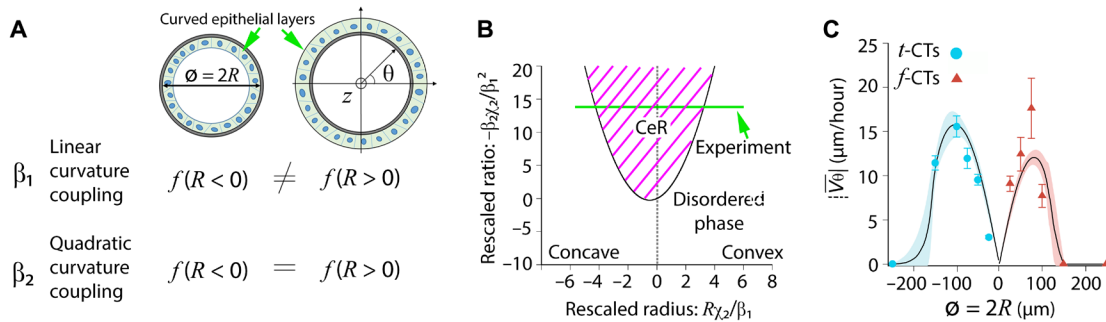 A
Curved epithelial layers
Ø = 2R
θ
z
β₁
Linear
curvature
coupling
f(R < 0) ≠ f(R > 0)
β₂
Quadratic
curvature
coupling
f(R < 0) = f(R > 0)
B
Rescaled ratio: -β₂χ₂/β₁²
20
15
10
5
0
−5
−10
CeR
Experiment
Disordered
phase
Concave
Convex
−6 −4 −2 0 2 4 6 8
Rescaled radius: Rχ₂/β₁
C
t-CTs
f-CTs
|V̅θ| (µm/hour)
25
20
15
10
5
0
−200 −100 0 100 200
Ø = 2R (µm)